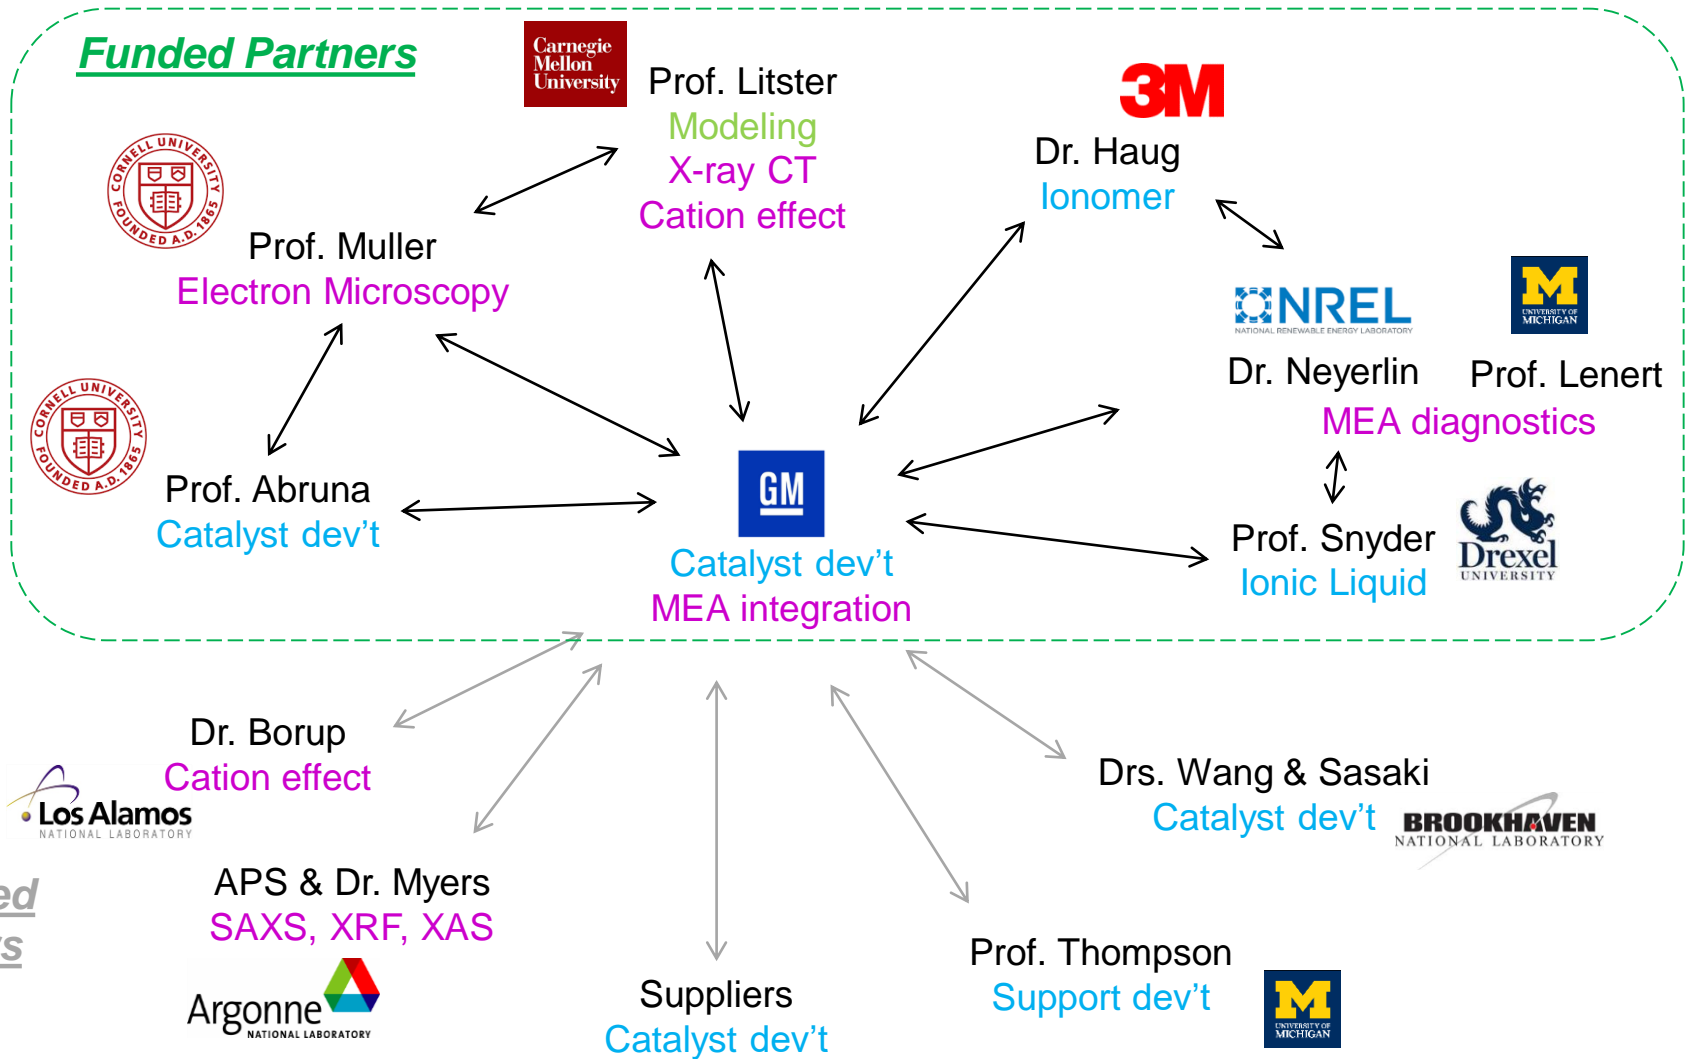 Funded Partners
Carnegie
Mellon
University
Prof. Litster
Modeling
X-ray CT
Cation effect
3M
Dr. Haug
Ionomer
CORNELL UNIVERSITY
FOUNDED A.D. 1865
Prof. Muller
Electron Microscopy
NREL
NATIONAL RENEWABLE ENERGY LABORATORY
M
UNIVERSITY OF
MICHIGAN
Dr. Neyerlin
Prof. Lenert
MEA diagnostics
CORNELL UNIVERSITY
FOUNDED A.D. 1865
Prof. Abruna
Catalyst dev't
GM
Catalyst dev't
MEA integration
Prof. Snyder
Ionic Liquid
Drexel
UNIVERSITY
Dr. Borup
Cation effect
Los Alamos
NATIONAL LABORATORY
Drs. Wang & Sasaki
Catalyst dev't
BROOKHAVEN
NATIONAL LABORATORY
APS & Dr. Myers
SAXS, XRF, XAS
Argonne
NATIONAL LABORATORY
Suppliers
Catalyst dev't
Prof. Thompson
Support dev't
M
UNIVERSITY OF
MICHIGAN